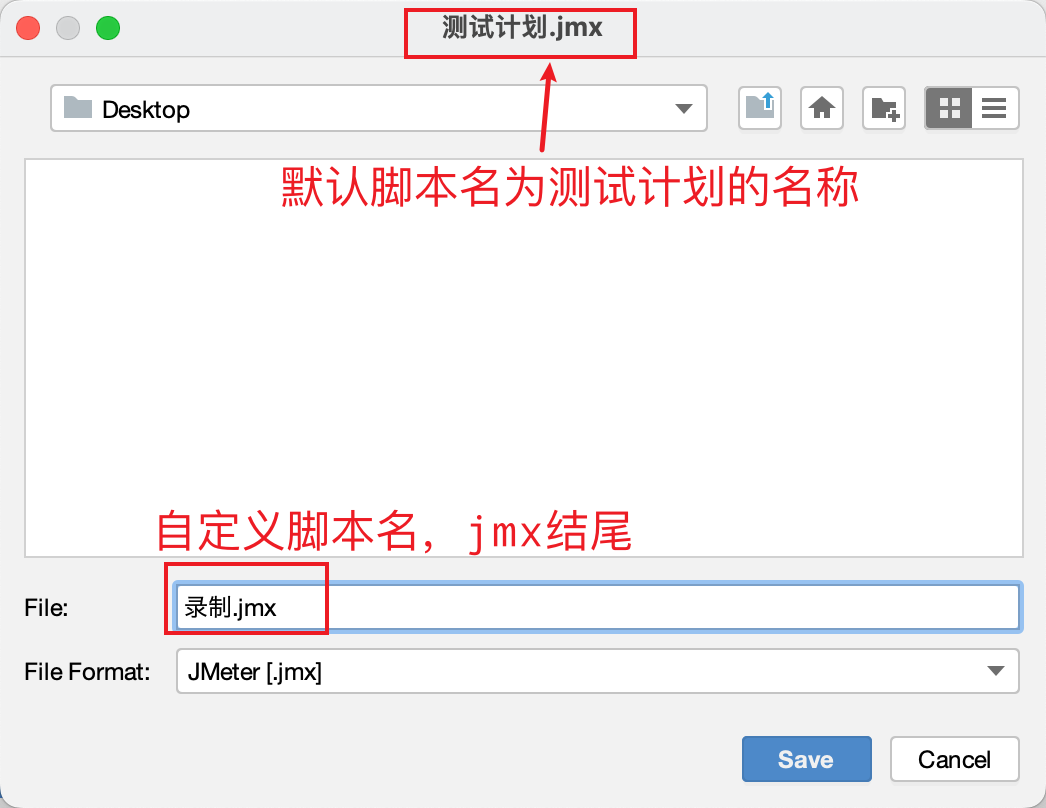 测试计划.jmx
Desktop
默认脚本名为测试计划的名称
自定义脚本名，jmx结尾
File:
录制.jmx
File Format:
JMeter [.jmx]
Save
Cancel